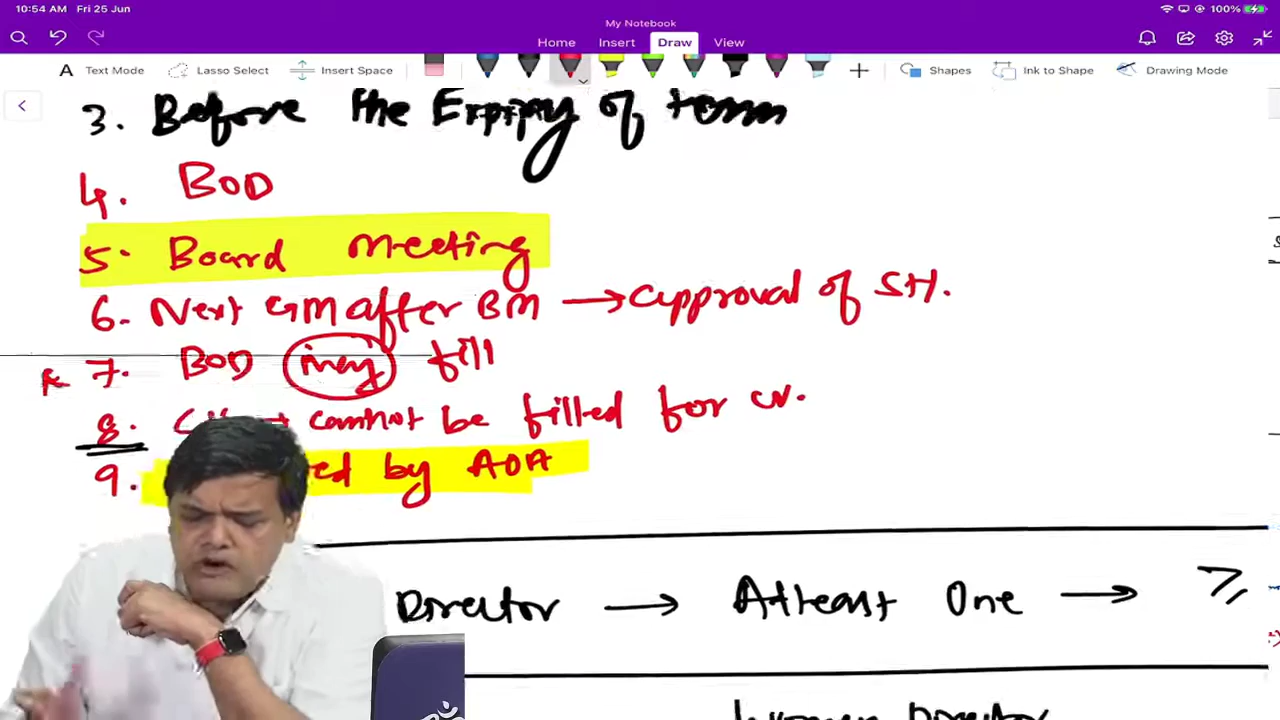 10:54 AM Fri 25 Jun 100%
My Notebook
Home Insert Draw View
A Text Mode Lasso Select Insert Space Shapes Ink to Shape Drawing Mode
3. Before the Expipy of term
4. BOD
5. Board Meeting
6. Next GM after BM → approval of SH.
7. BOD may fill
8. cannot be filled for cv.
9. by AOA
Director → Atleast One →
Director